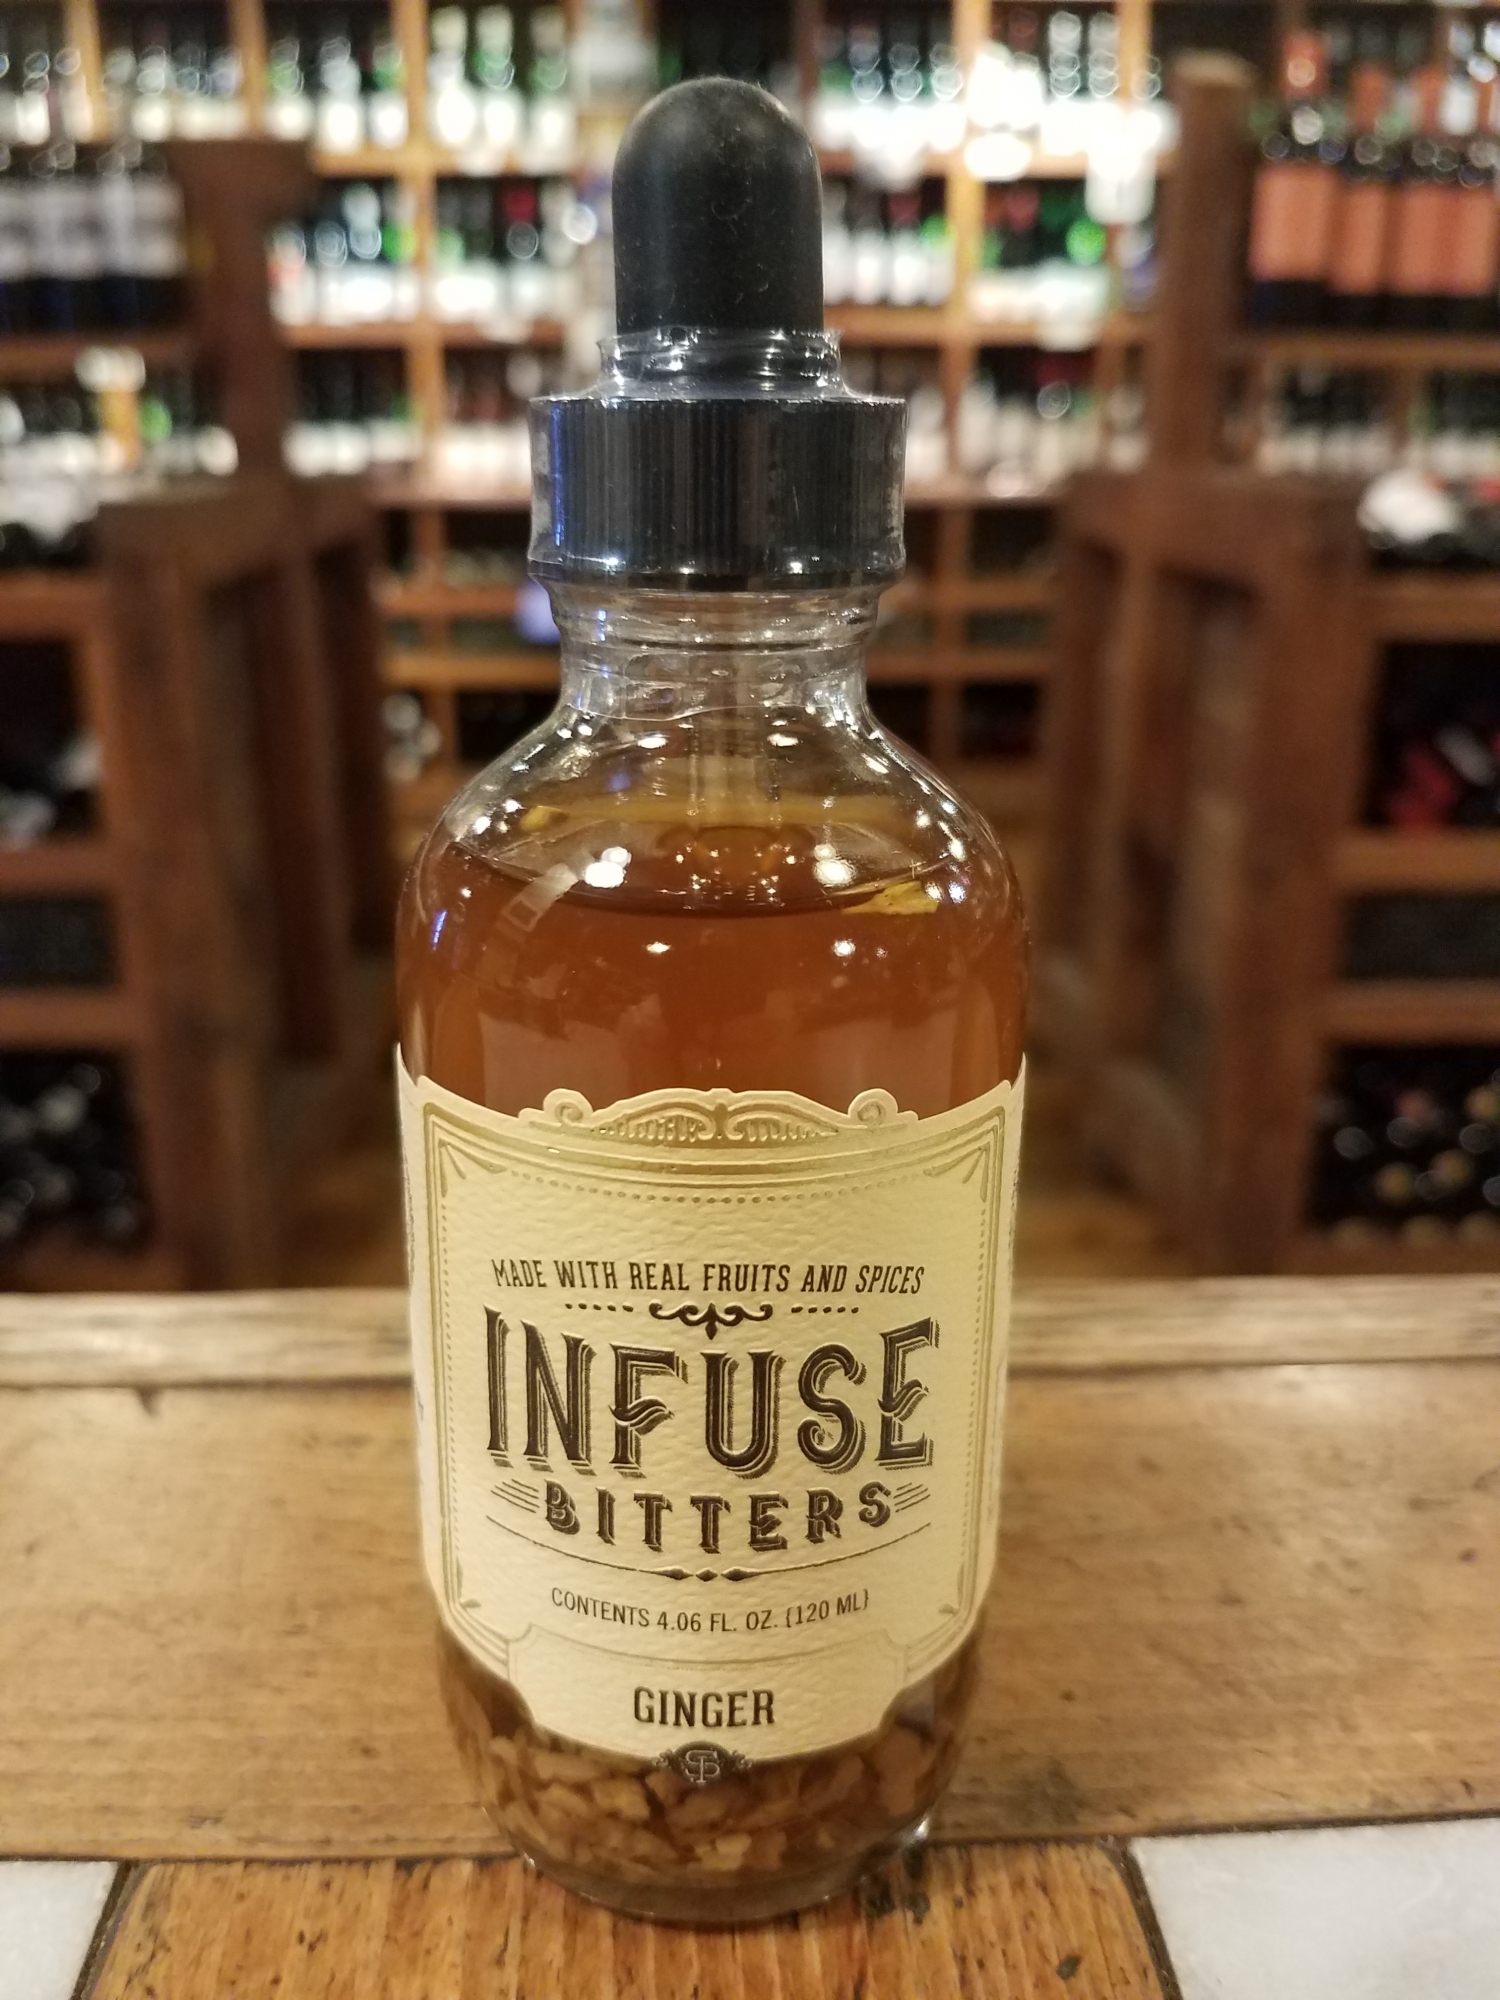 MADE WITH REAL FRUITS AND SPICES
INFUSE
BITTERS
CONTENTS 4.06 FL. OZ. {120 ML}
GINGER